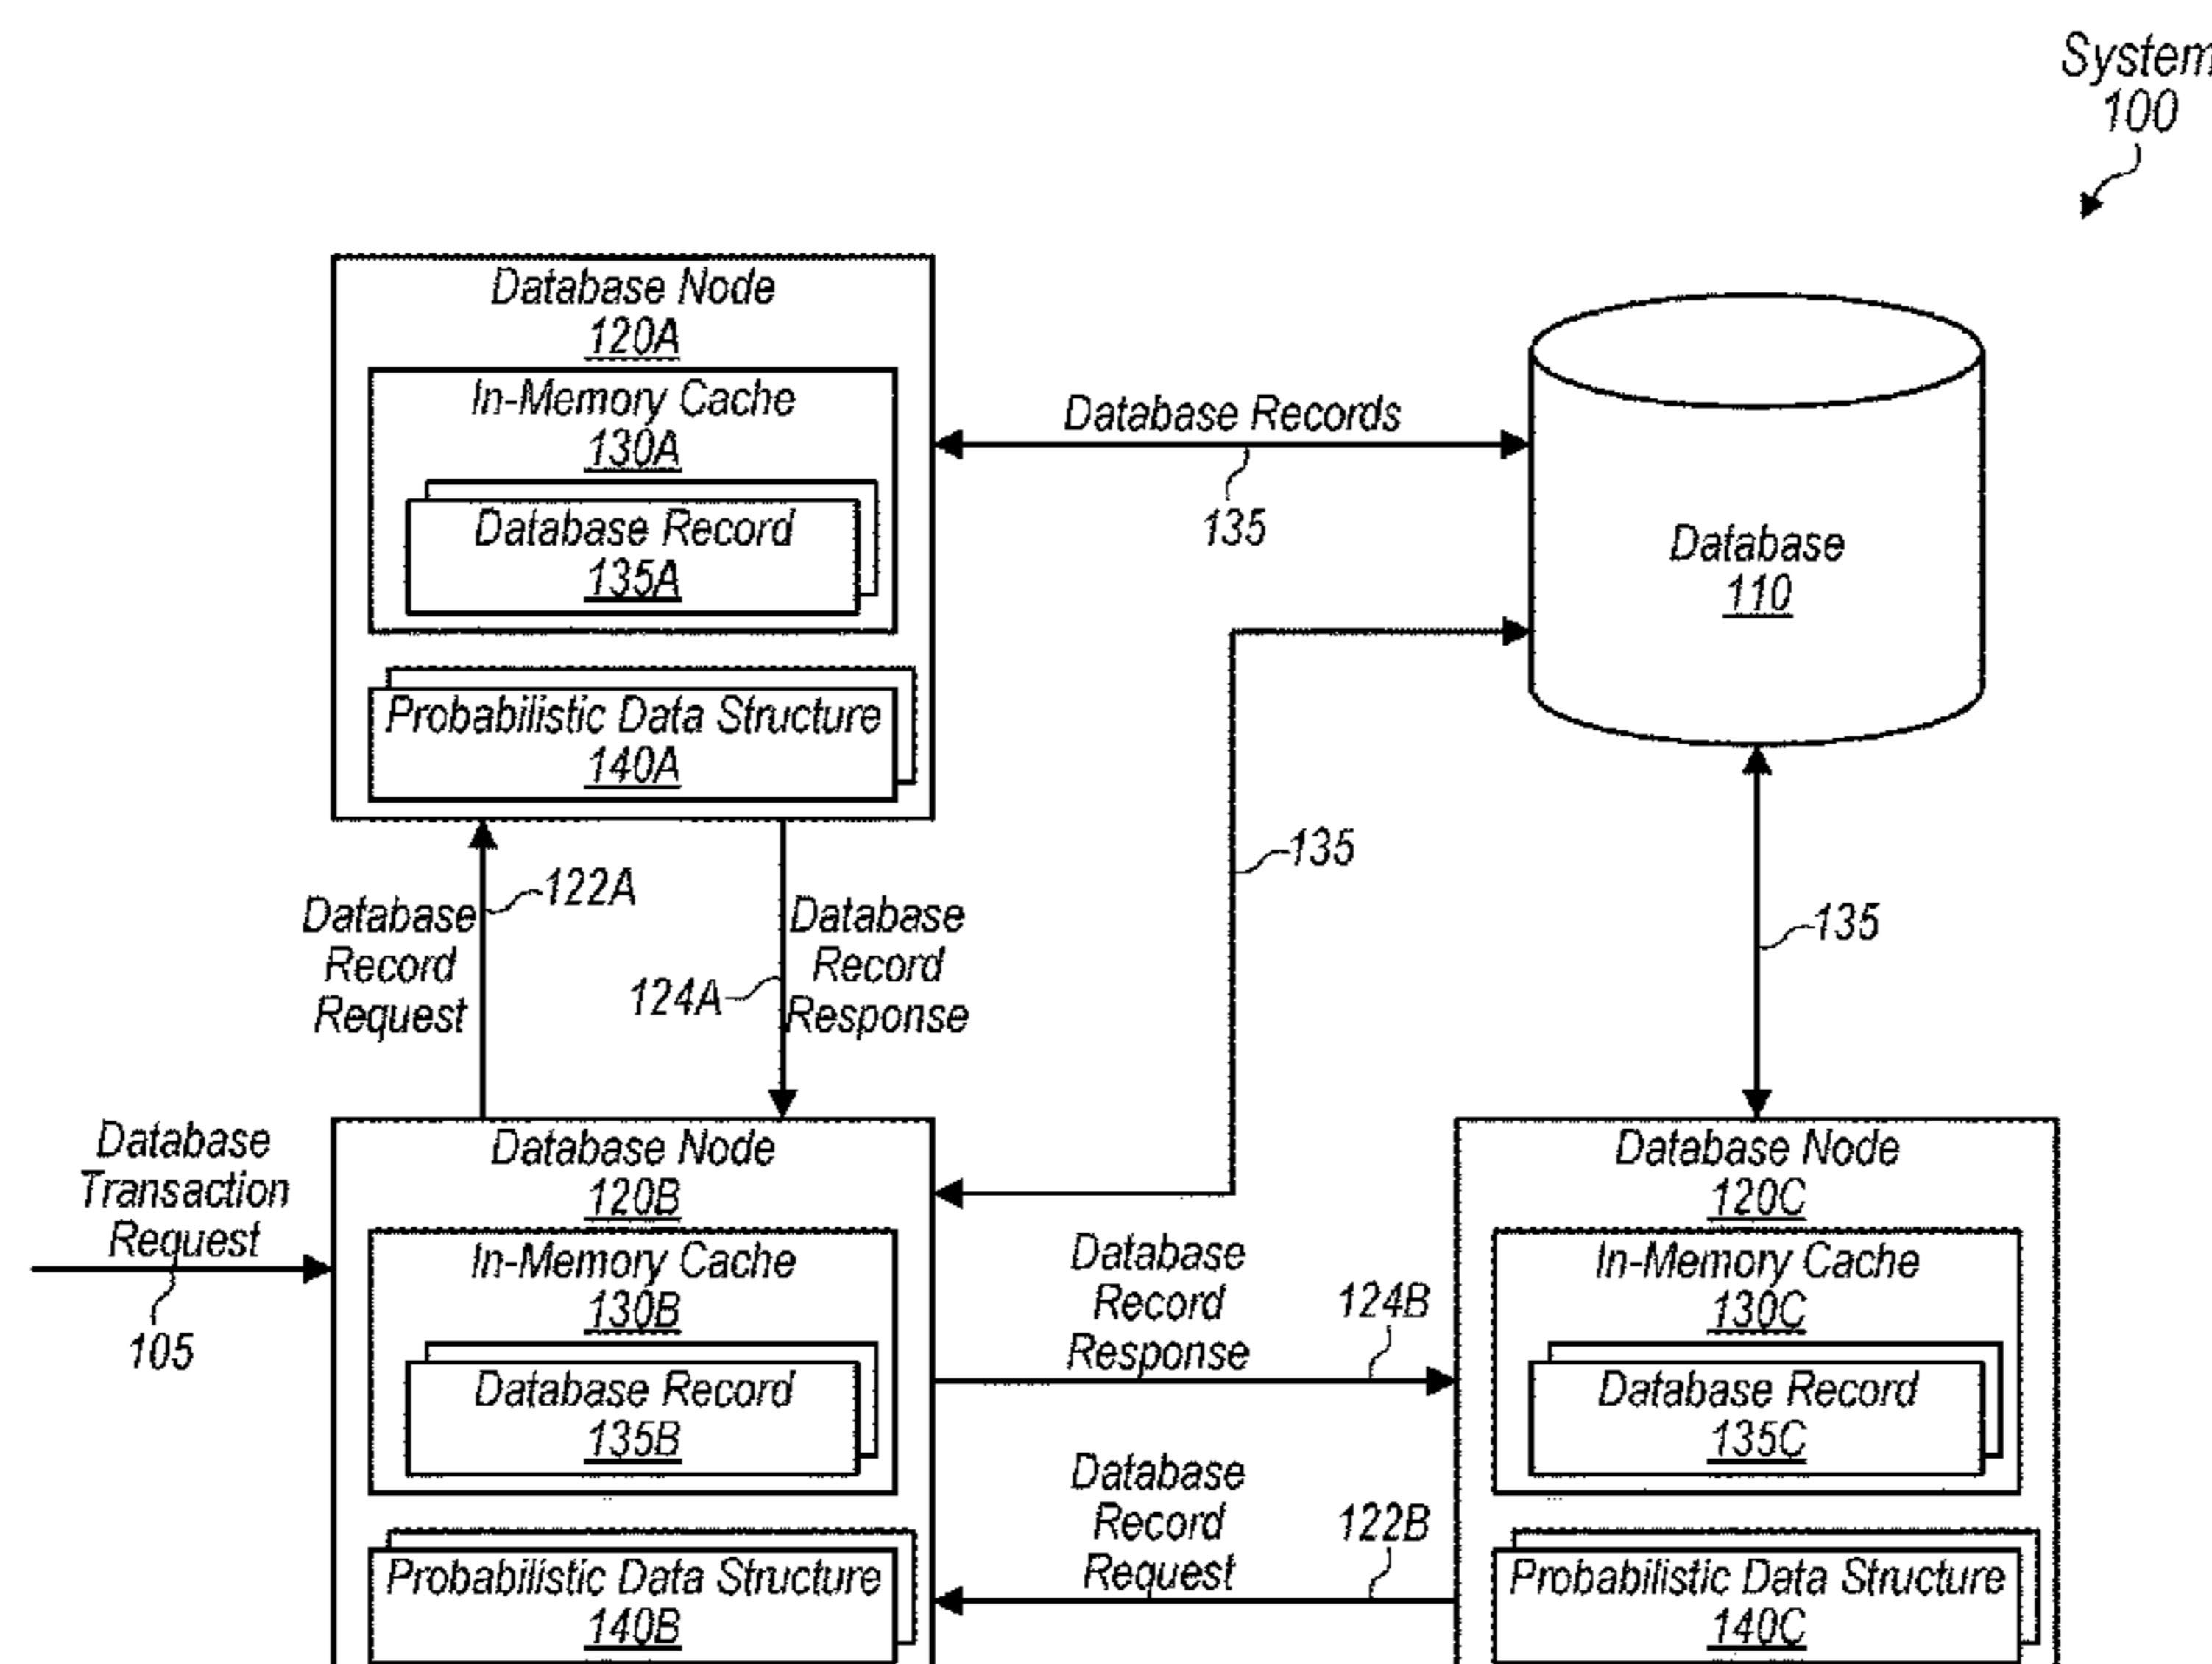 System
100
Database Node
120A
In-Memory Cache
130A
Database Record
135A
Probabilistic Data Structure
140A
Database Records
135
Database
110
135
135
122A
Database
Record
Request
124A
Database
Record
Response
Database
Transaction
Request
105
Database Node
120B
In-Memory Cache
130B
Database Record
135B
Probabilistic Data Structure
140B
Database
Record
Response
124B
Database
Record
Request
122B
Database Node
120C
In-Memory Cache
130C
Database Record
135C
Probabilistic Data Structure
140C